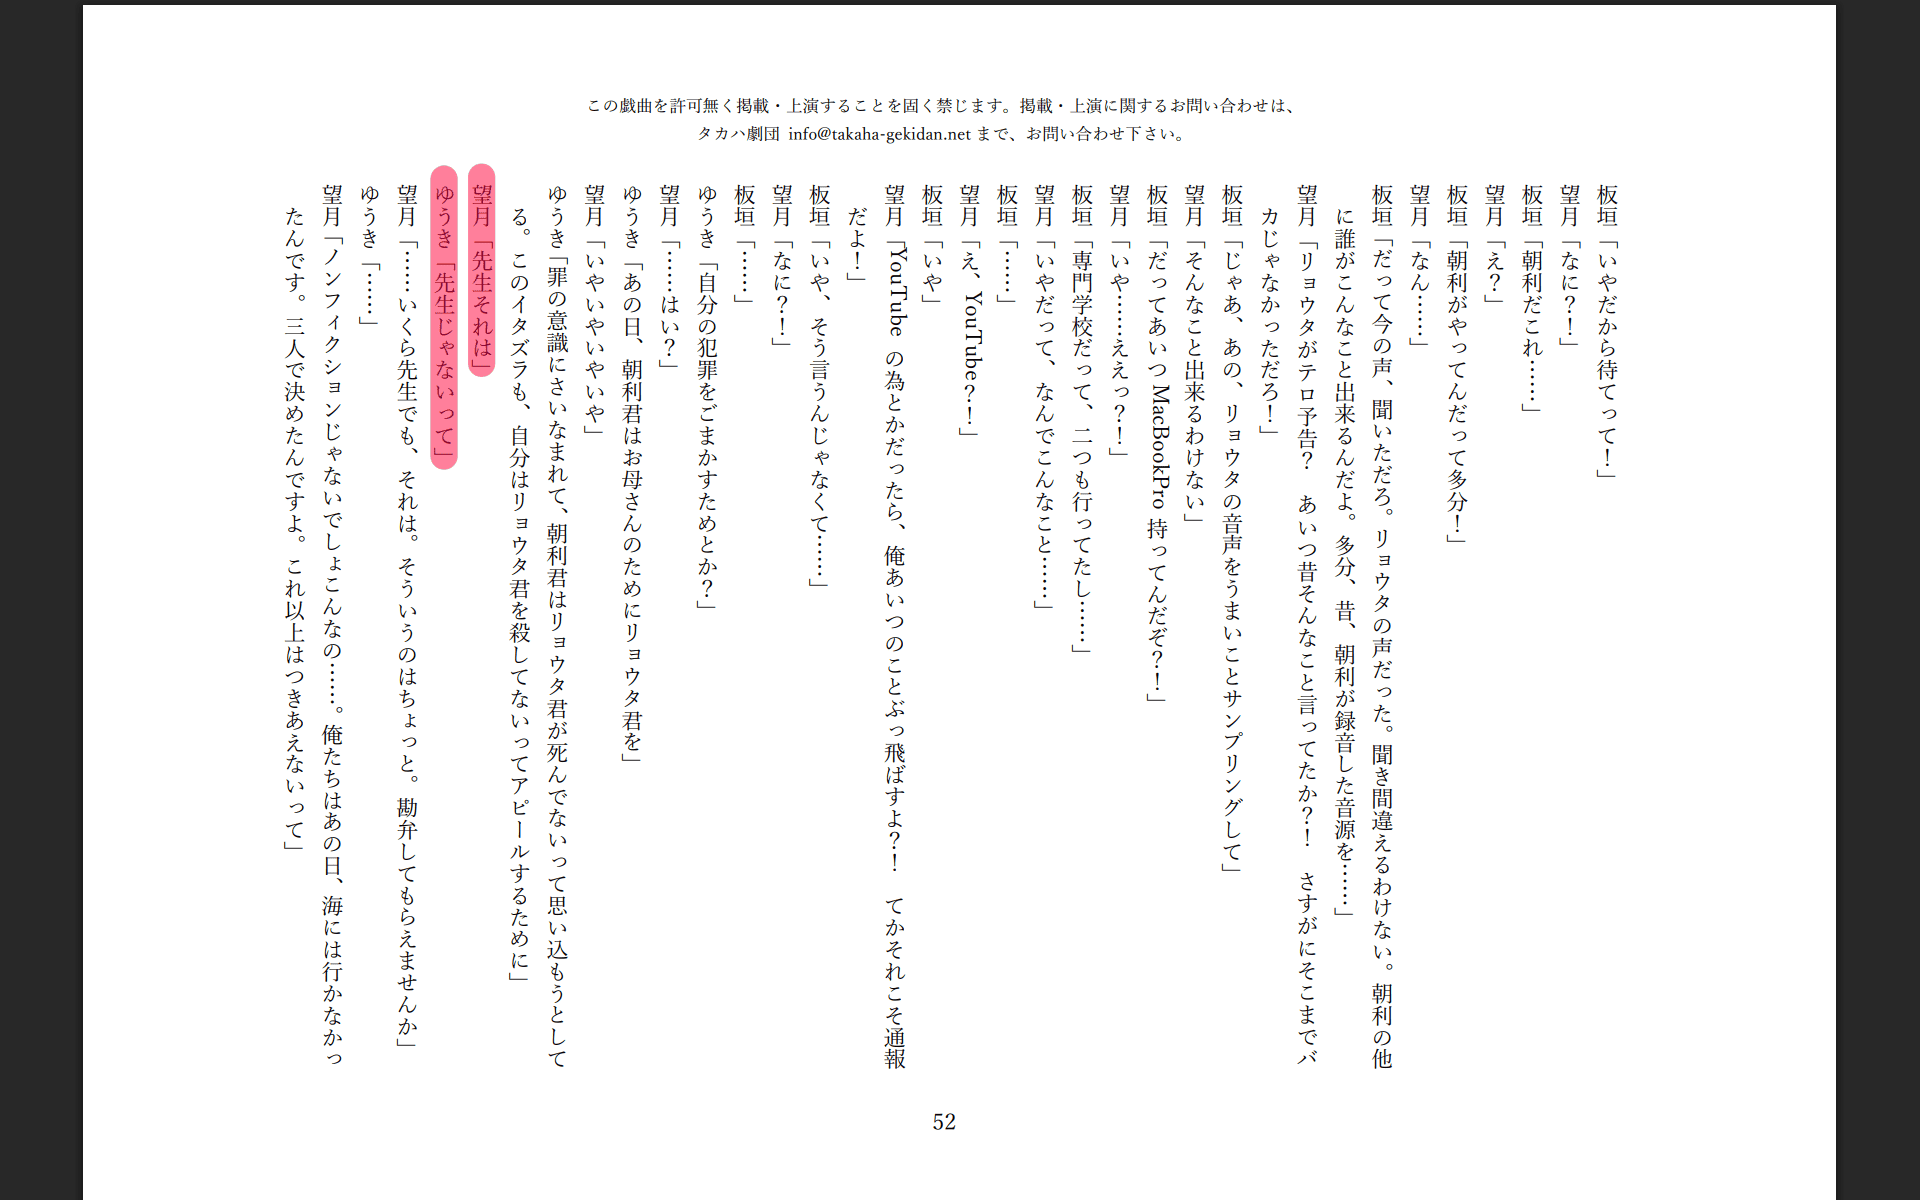 この戯曲を許可無く掲載・上演することを固く禁じます。掲載・上演に関するお問い合わせは、
タカハ劇団 info@takaha-gekidan.net まで、お問い合わせ下さい。
板垣「いやだから待てって！」
望月「なに？！」
板垣「朝利だこれ……」
望月「え？」
板垣「朝利がやってんだって多分！」
望月「なん……」
板垣「だって今の声、聞いただろ。リョウタの声だった。聞き間違えるわけない。朝利の他
に誰がこんなこと出来るんだよ。多分、昔、朝利が録音した音源を……」
望月「リョウタがテロ予告？　あいつ昔そんなこと言ってたか？！　さすがにそこまでバ
カじゃなかっただろ！」
板垣「じゃあ、あの、リョウタの音声をうまいことサンプリングして」
望月「そんなこと出来るわけない」
板垣「だってあいつ MacBookPro 持ってんだぞ？！」
望月「いや……ええっ？！」
板垣「専門学校だって、二つも行ってたし……」
望月「いやだって、なんでこんなこと……」
板垣「……」
望月「え、YouTube？！」
板垣「いや」
望月「YouTube の為とかだったら、俺あいつのことぶっ飛ばすよ？！　てかそれこそ通報
だよ！」
板垣「いや、そう言うんじゃなくて……」
望月「なに？！」
板垣「……」
ゆうき「自分の犯罪をごまかすためとか？」
望月「……はい？」
ゆうき「あの日、朝利君はお母さんのためにリョウタ君を」
望月「いやいやいやいや」
ゆうき「罪の意識にさいなまれて、朝利君はリョウタ君が死んでないって思い込もうとして
る。このイタズラも、自分はリョウタ君を殺してないってアピールするために」
望月「先生それは」
ゆうき「先生じゃないって」
望月「……いくら先生でも、それは。そういうのはちょっと。勘弁してもらえませんか」
ゆうき「……」
望月「ノンフィクションじゃないでしょこんなの……。俺たちはあの日、海には行かなかっ
たんです。三人で決めたんですよ。これ以上はつきあえないって」
52